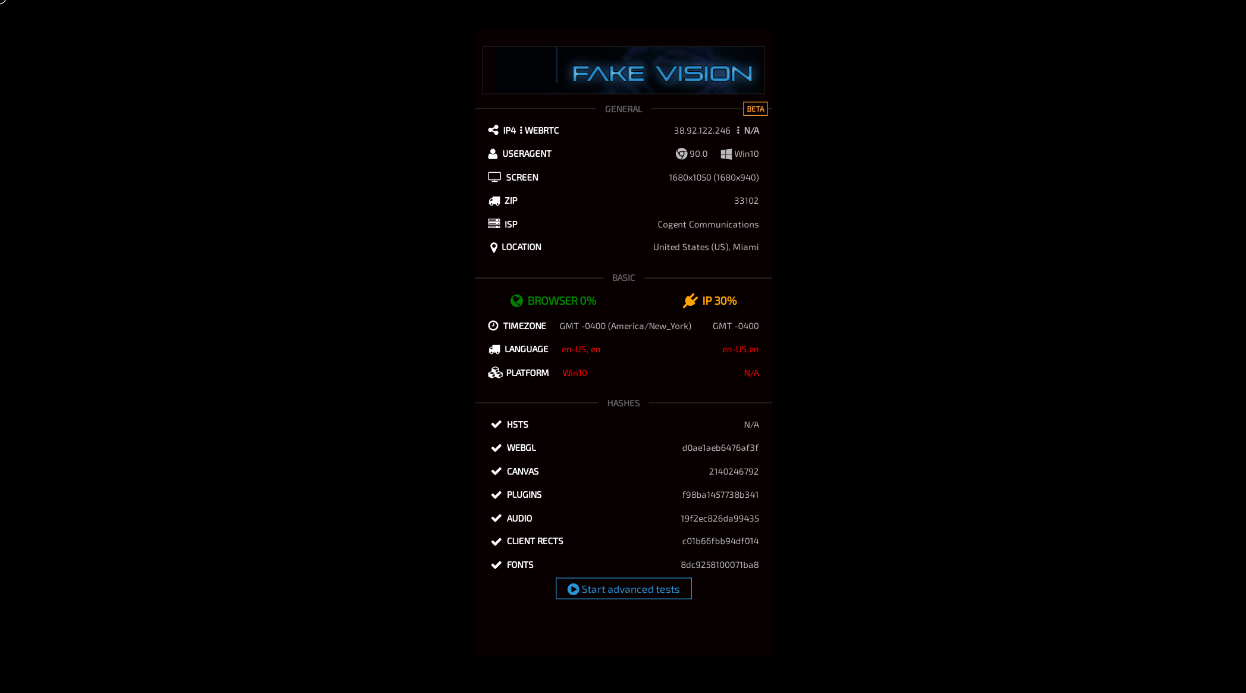 FAKE VISION
GENERAL
BETA
IP4 ⋮ WEBRTC 38.92.122.246 ⋮ N/A
USERAGENT 90.0 Win10
SCREEN 1680x1050 (1680x940)
ZIP 33102
ISP Cogent Communications
LOCATION United States (US), Miami
BASIC
BROWSER 0% IP 30%
TIMEZONE GMT -0400 (America/New_York) GMT -0400
LANGUAGE en-US, en en-US,en
PLATFORM Win10 N/A
HASHES
HSTS N/A
WEBGL d0ae1aeb6476af3f
CANVAS 2140246792
PLUGINS f98ba1457738b341
AUDIO 19f2ec826da99435
CLIENT RECTS c01b66fbb94df014
FONTS 8dc9258100071ba8
Start advanced tests